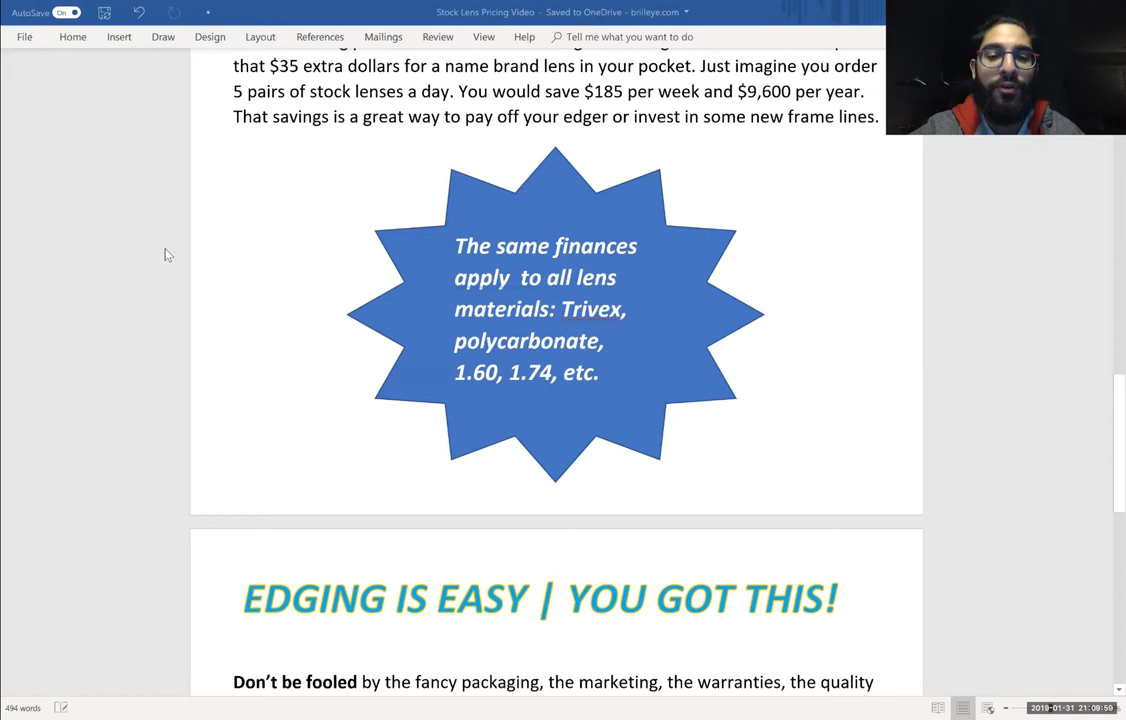 AutoSave On
Stock Lens Pricing Video - Saved to OneDrive - brilleye.com
File Home Insert Draw Design Layout References Mailings Review View Help Tell me what you want to do
that $35 extra dollars for a name brand lens in your pocket. Just imagine you order
5 pairs of stock lenses a day. You would save $185 per week and $9,600 per year.
That savings is a great way to pay off your edger or invest in some new frame lines.
The same finances
apply to all lens
materials: Trivex,
polycarbonate,
1.60, 1.74, etc.
EDGING IS EASY | YOU GOT THIS!
Don't be fooled by the fancy packaging, the marketing, the warranties, the quality
494 words
2019-01-31 21:09:59